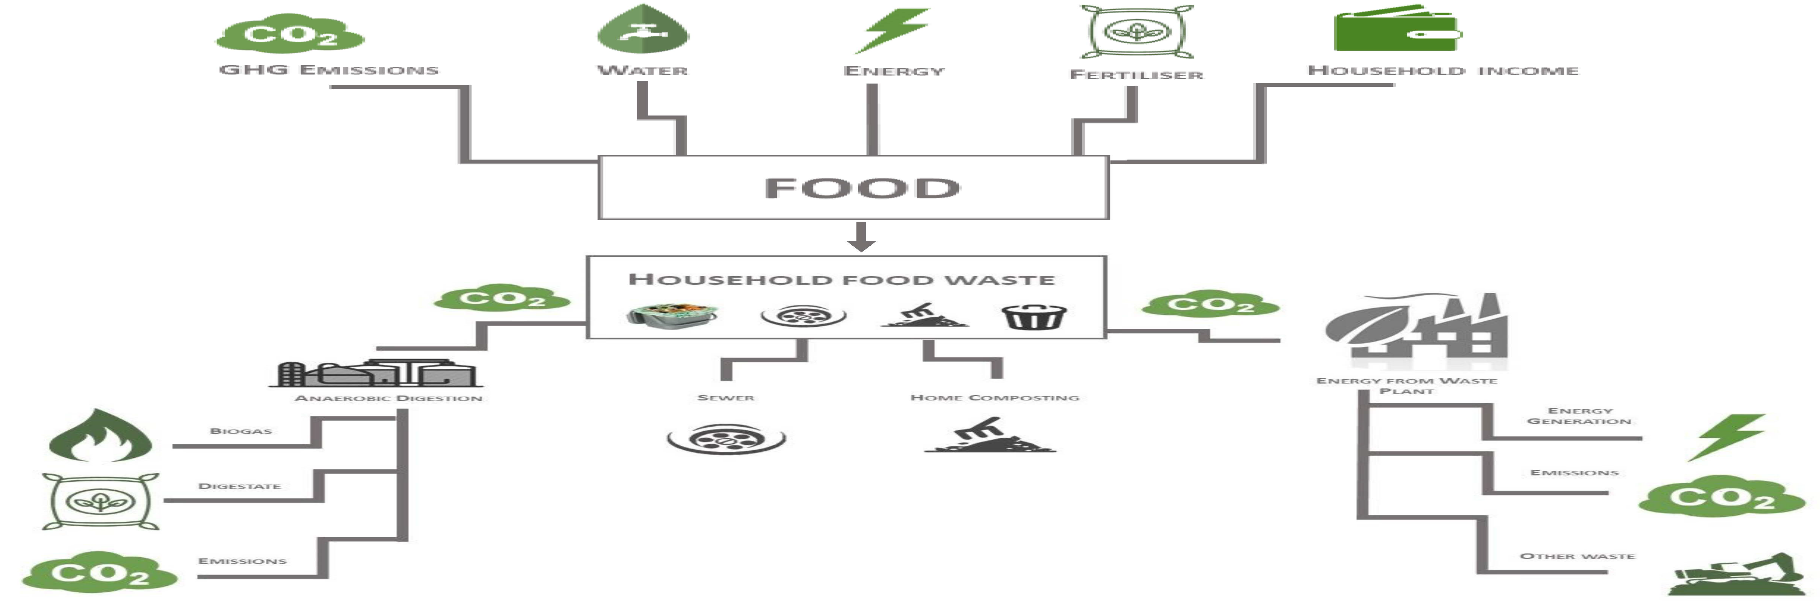 CO2
GHG EMISSIONS
WATER
ENERGY
FERTILISER
HOUSEHOLD INCOME
FOOD
HOUSEHOLD FOOD WASTE
CO2
CO2
ANAEROBIC DIGESTION
SEWER
HOME COMPOSTING
ENERGY FROM WASTE
PLANT
BIOGAS
DIGESTATE
EMISSIONS
CO2
ENERGY
GENERATION
EMISSIONS
CO2
OTHER WASTE